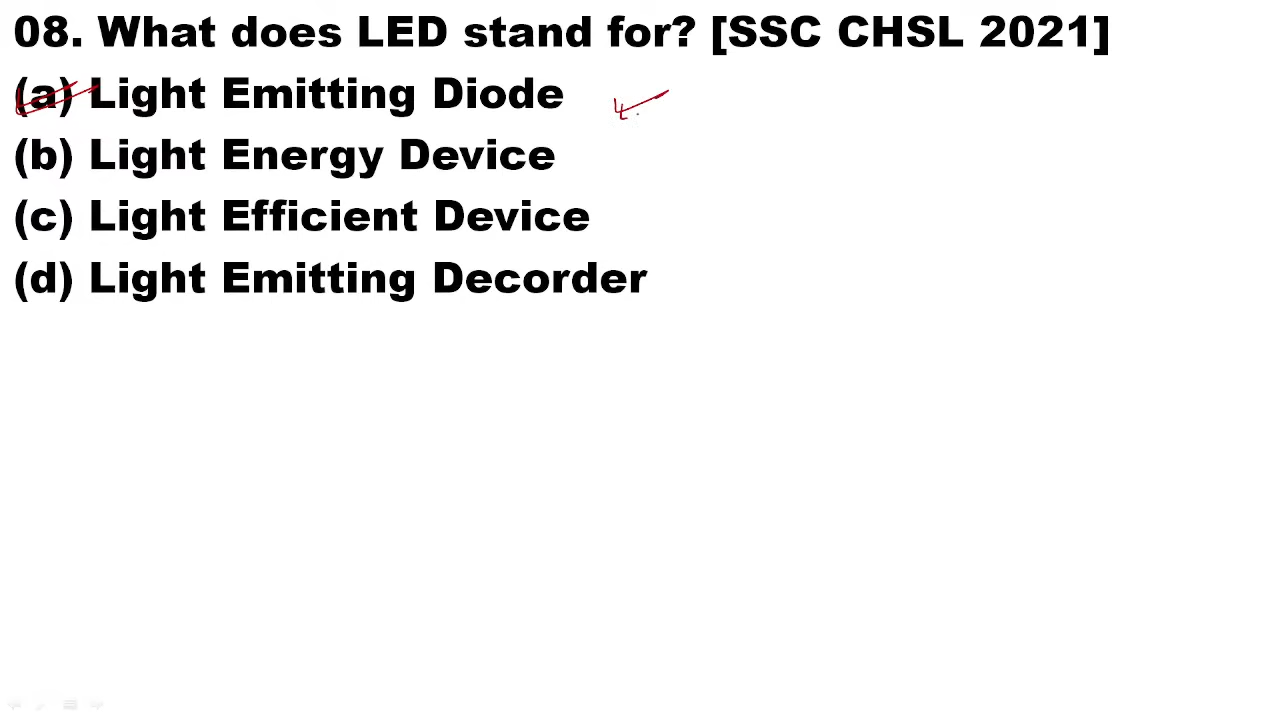 08. What does LED stand for? [SSC CHSL 2021]
(a) Light Emitting Diode
(b) Light Energy Device
(c) Light Efficient Device
(d) Light Emitting Decorder